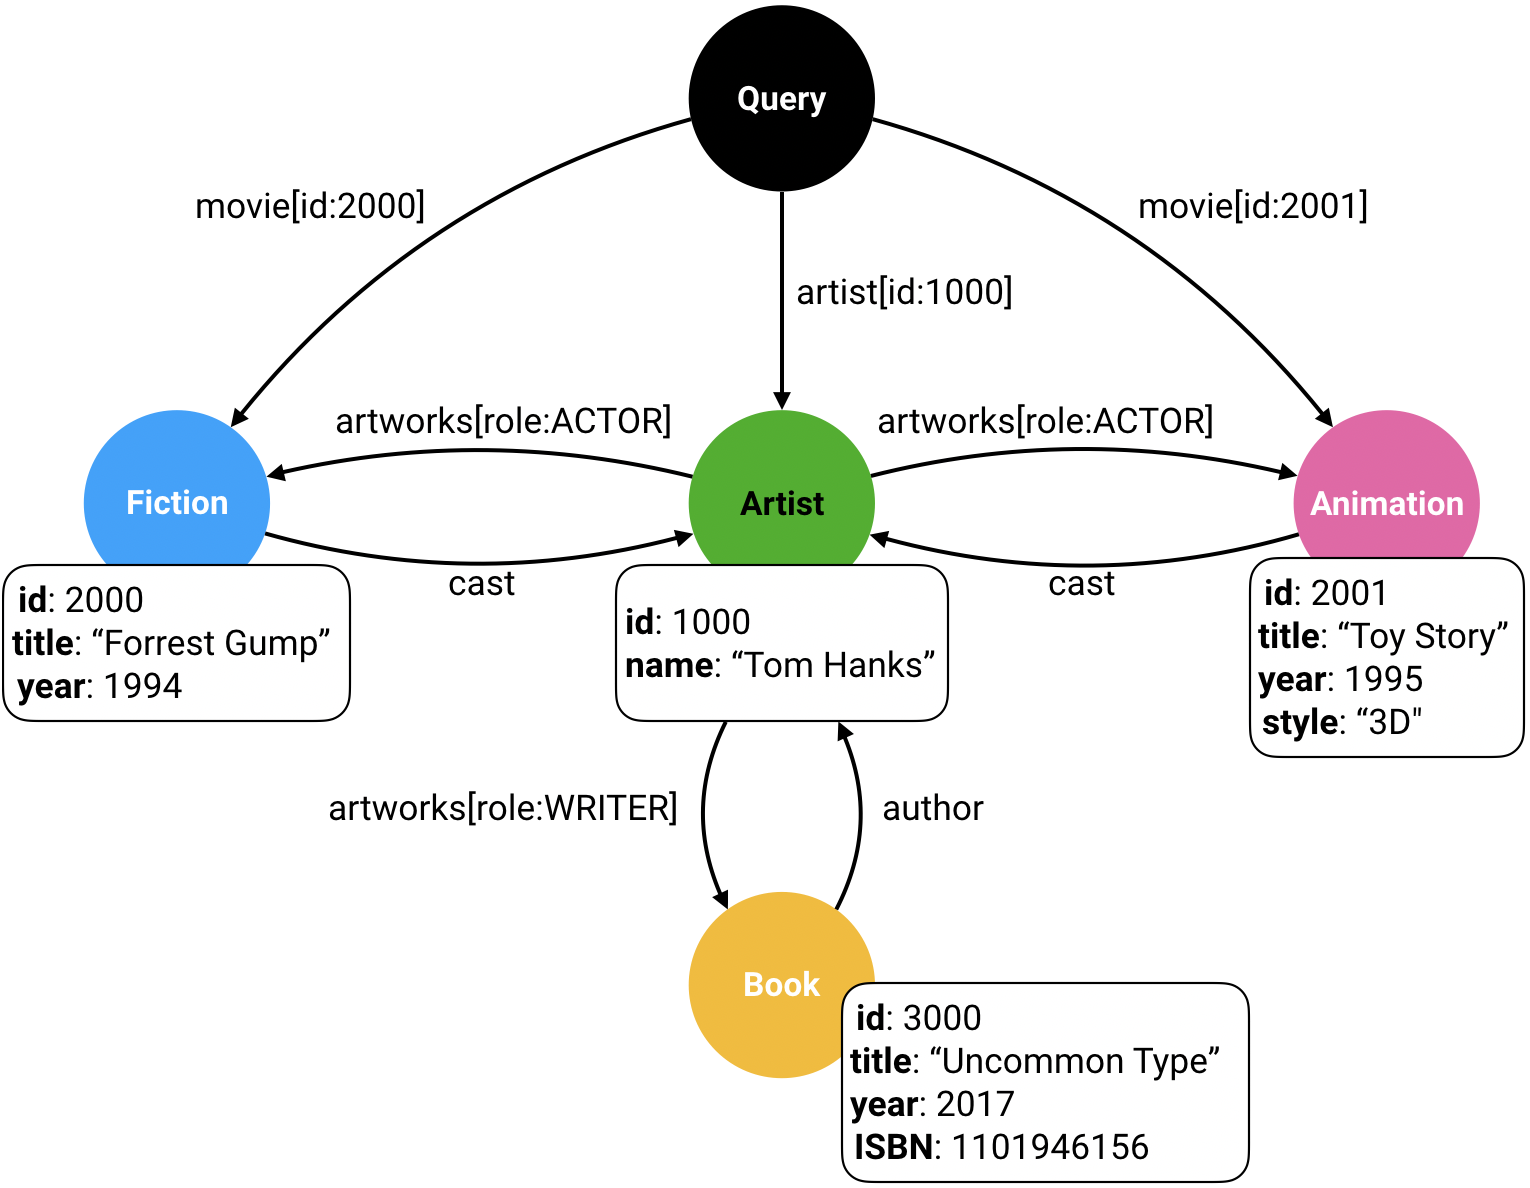 Query
movie[id:2000]
movie[id:2001]
artist[id:1000]
artworks[role:ACTOR]
artworks[role:ACTOR]
Fiction
Artist
Animation
cast
cast
id: 2000
title: “Forrest Gump”
year: 1994
id: 1000
name: “Tom Hanks”
id: 2001
title: “Toy Story”
year: 1995
style: “3D"
artworks[role:WRITER]
author
Book
id: 3000
title: “Uncommon Type”
year: 2017
ISBN: 1101946156